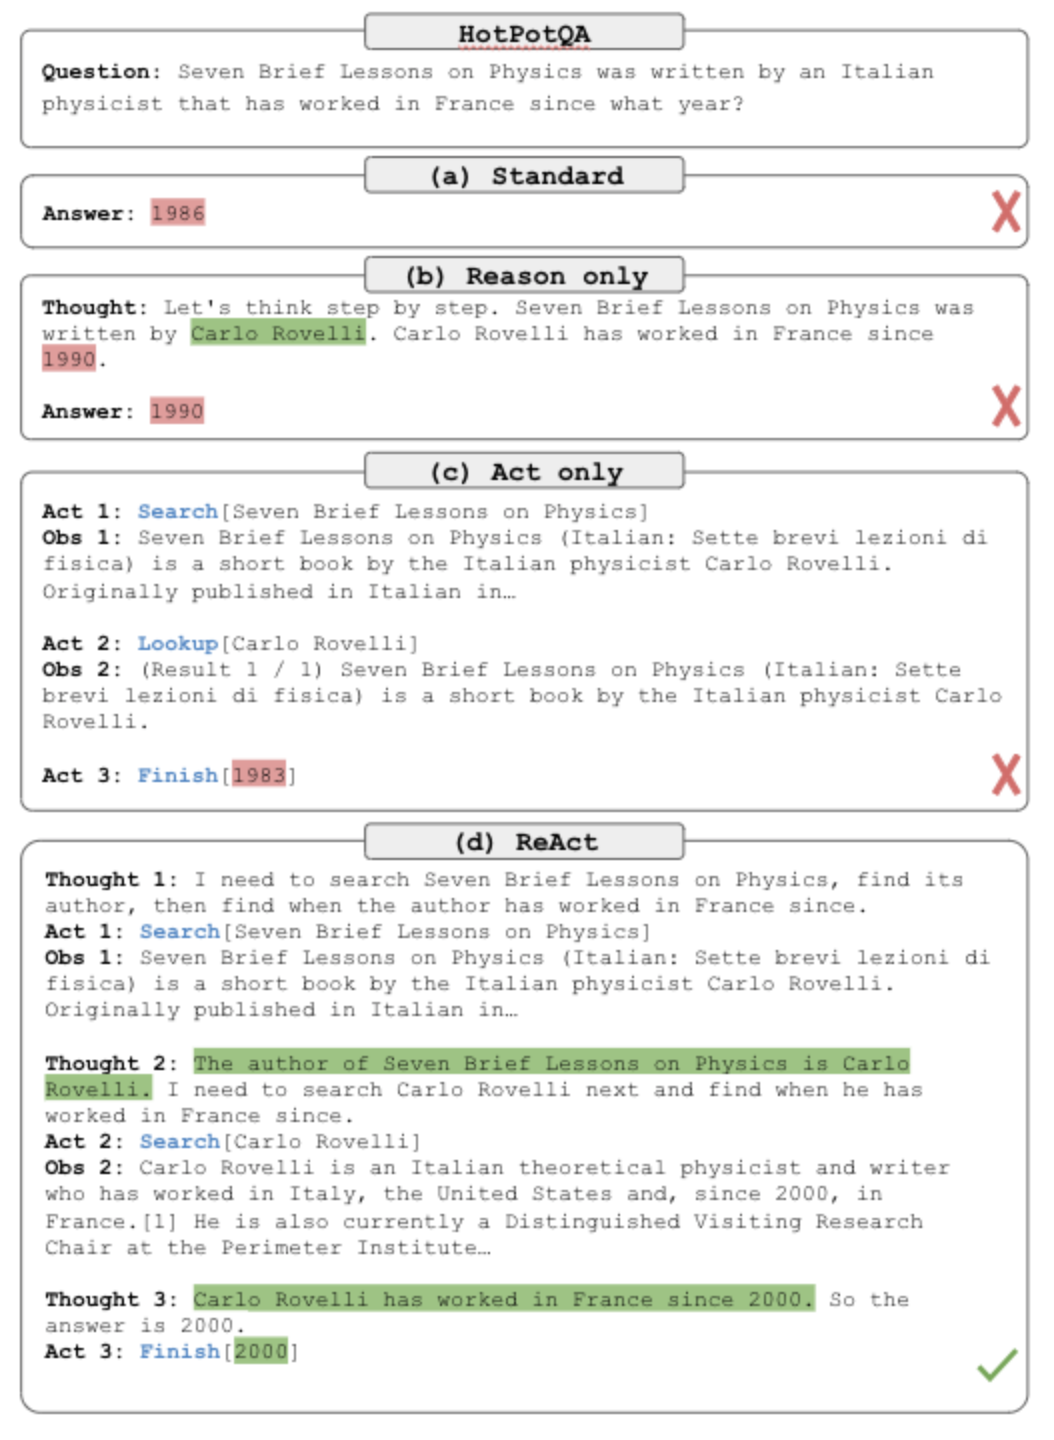 HotPotQA
Question: Seven Brief Lessons on Physics was written by an Italian
physicist that has worked in France since what year?
(a) Standard
Answer: 1986
(b) Reason only
Thought: Let's think step by step. Seven Brief Lessons on Physics was
written by Carlo Rovelli. Carlo Rovelli has worked in France since
1990.
Answer: 1990
(c) Act only
Act 1: Search[Seven Brief Lessons on Physics]
Obs 1: Seven Brief Lessons on Physics (Italian: Sette brevi lezioni di
fisica) is a short book by the Italian physicist Carlo Rovelli.
Originally published in Italian in…
Act 2: Lookup[Carlo Rovelli]
Obs 2: (Result 1 / 1) Seven Brief Lessons on Physics (Italian: Sette
brevi lezioni di fisica) is a short book by the Italian physicist Carlo
Rovelli.
Act 3: Finish[1983]
(d) ReAct
Thought 1: I need to search Seven Brief Lessons on Physics, find its
author, then find when the author has worked in France since.
Act 1: Search[Seven Brief Lessons on Physics]
Obs 1: Seven Brief Lessons on Physics (Italian: Sette brevi lezioni di
fisica) is a short book by the Italian physicist Carlo Rovelli.
Originally published in Italian in…
Thought 2: The author of Seven Brief Lessons on Physics is Carlo
Rovelli. I need to search Carlo Rovelli next and find when he has
worked in France since.
Act 2: Search[Carlo Rovelli]
Obs 2: Carlo Rovelli is an Italian theoretical physicist and writer
who has worked in Italy, the United States and, since 2000, in
France.[1] He is also currently a Distinguished Visiting Research
Chair at the Perimeter Institute…
Thought 3: Carlo Rovelli has worked in France since 2000. So the
answer is 2000.
Act 3: Finish[2000]